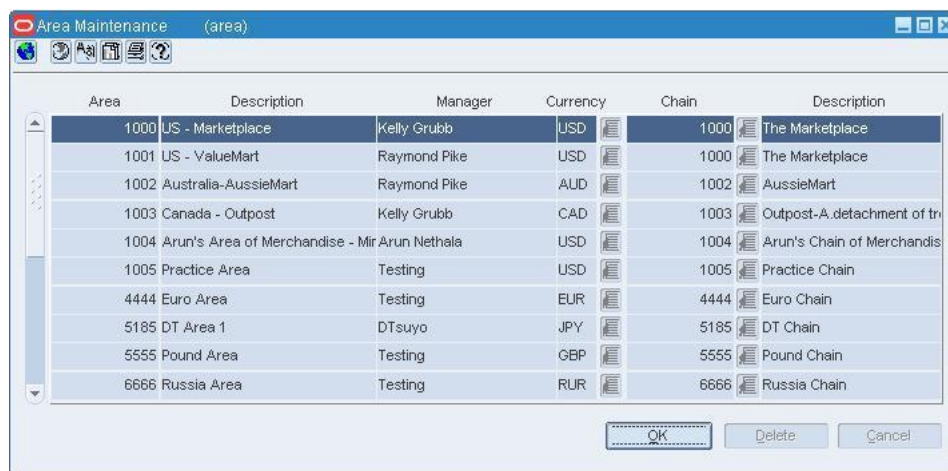 Area Maintenance (area)
Area Description Manager Currency Chain Description
1000 US - Marketplace Kelly Grubb USD 1000 The Marketplace
1001 US - ValueMart Raymond Pike USD 1000 The Marketplace
1002 Australia-AussieMart Raymond Pike AUD 1002 AussieMart
1003 Canada - Outpost Kelly Grubb CAD 1003 Outpost-A.detachment of tr
1004 Arun's Area of Merchandise - Mir Arun Nethala USD 1004 Arun's Chain of Merchandis
1005 Practice Area Testing USD 1005 Practice Chain
4444 Euro Area Testing EUR 4444 Euro Chain
5185 DT Area 1 DTsuyo JPY 5185 DT Chain
5555 Pound Area Testing GBP 5555 Pound Chain
6666 Russia Area Testing RUR 6666 Russia Chain
OK Delete Cancel